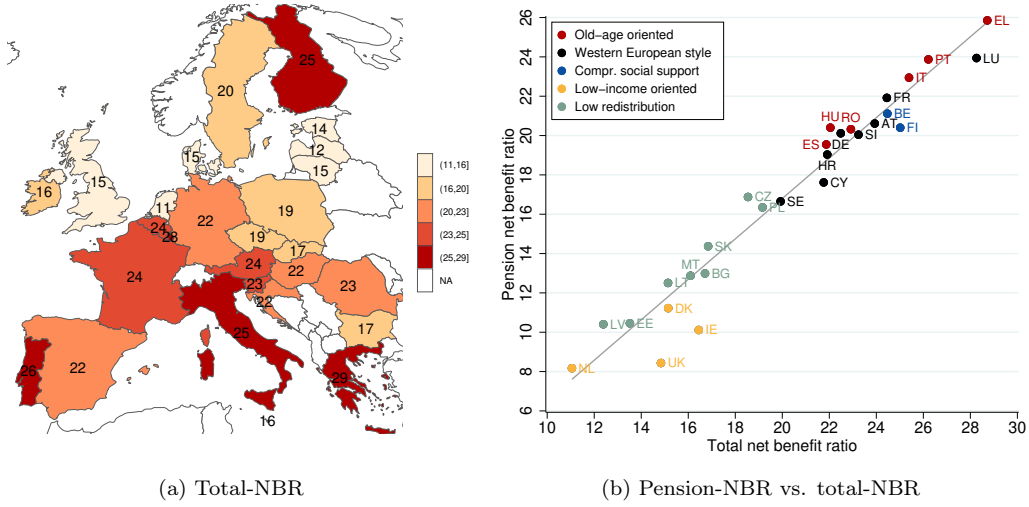 25
20
14
12
15
15
16
15
11
19
22
24
28
19
17
24
24
22
23
23
22
17
25
26
22
29
16
(11,16]
(16,20]
(20,23]
(23,25]
(25,29]
NA
(a) Total-NBR
Pension net benefit ratio
26
24
22
20
18
16
14
12
10
8
6
Old−age oriented
Western European style
Compr. social support
Low−income oriented
Low redistribution
EL
PT
LU
IT
FR
BE
HU
RO
AT
FI
ES
DE
SI
HR
CY
CZ
PL
SE
SK
MT
BG
LT
DK
LV
EE
IE
NL
UK
10 12 14 16 18 20 22 24 26 28 30
Total net benefit ratio
(b) Pension-NBR vs. total-NBR